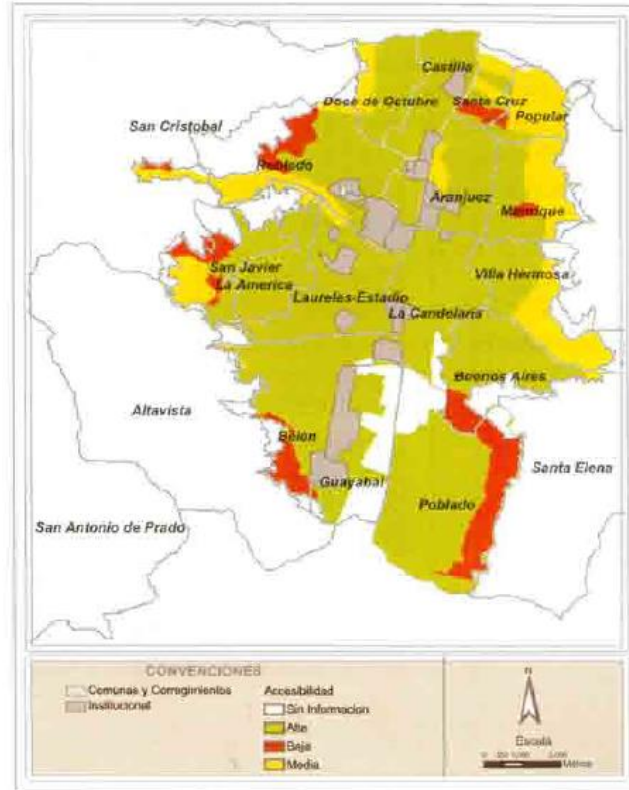 Castilla
Doce de Octubre
Santa Cruz
Popular
San Cristobal
Robledo
Aranjuez
Manrique
San Javier
La America
Villa Hermosa
Laureles-Estadio
La Candelaria
Buenos Aires
Altavista
Belén
Santa Elena
Guayabal
Poblado
San Antonio de Prado
CONVENCIONES
Comunas y Corregimientos
Institucional
Accesibilidad
Sin Informacion
Alta
Baja
Media
N
Escala
Metros